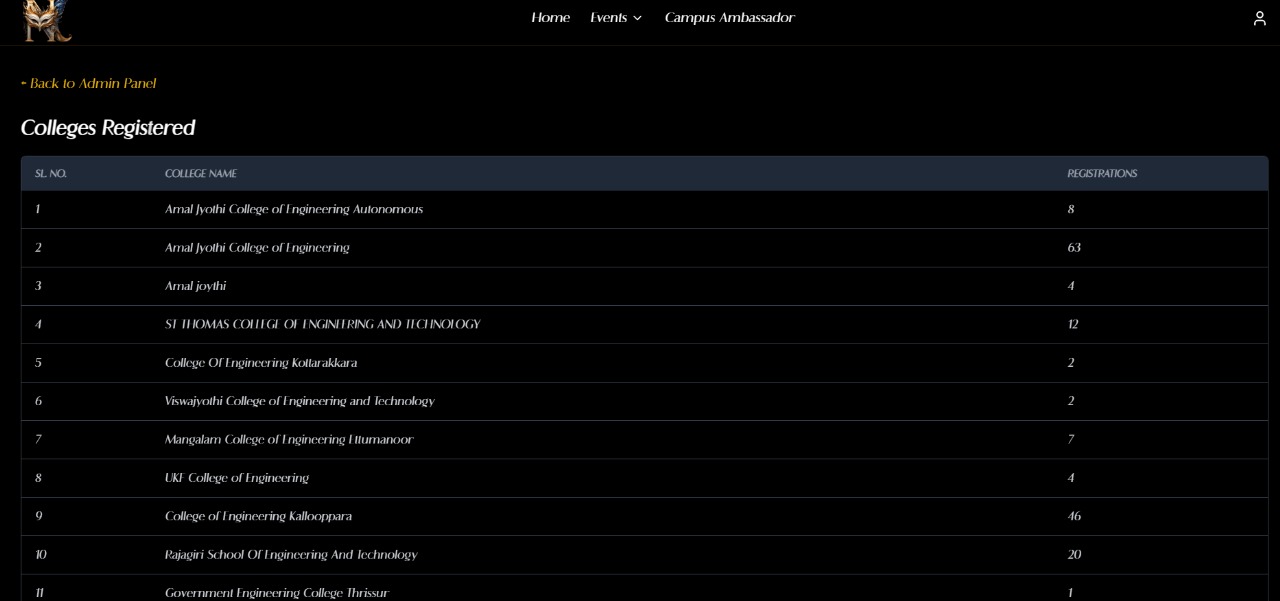 Home Events Campus Ambassador
← Back to Admin Panel
Colleges Registered
SL. NO. COLLEGE NAME REGISTRATIONS
1 Amal Jyothi College of Engineering Autonomous 8
2 Amal Jyothi College of Engineering 63
3 Amal joythi 4
4 ST THOMAS COLLEGE OF ENGINEERING AND TECHNOLOGY 12
5 College Of Engineering Kottarakkara 2
6 Viswajyothi College of Engineering and Technology 2
7 Mangalam College of Engineering Ettumanoor 7
8 UKF College of Engineering 4
9 College of Engineering Kallooppara 46
10 Rajagiri School Of Engineering And Technology 20
11 Government Engineering College Thrissur 1